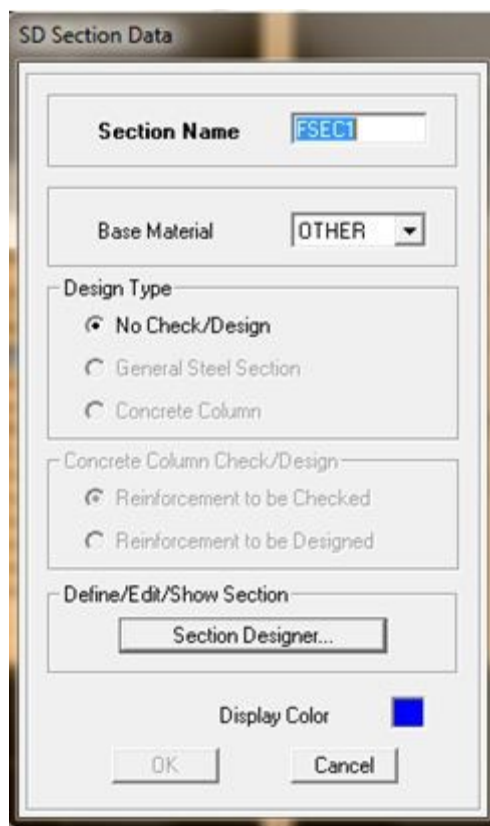 SD Section Data
Section Name FSEC1
Base Material OTHER
Design Type
No Check/Design
General Steel Section
Concrete Column
Concrete Column Check/Design
Reinforcement to be Checked
Reinforcement to be Designed
Define/Edit/Show Section
Section Designer...
Display Color
OK Cancel